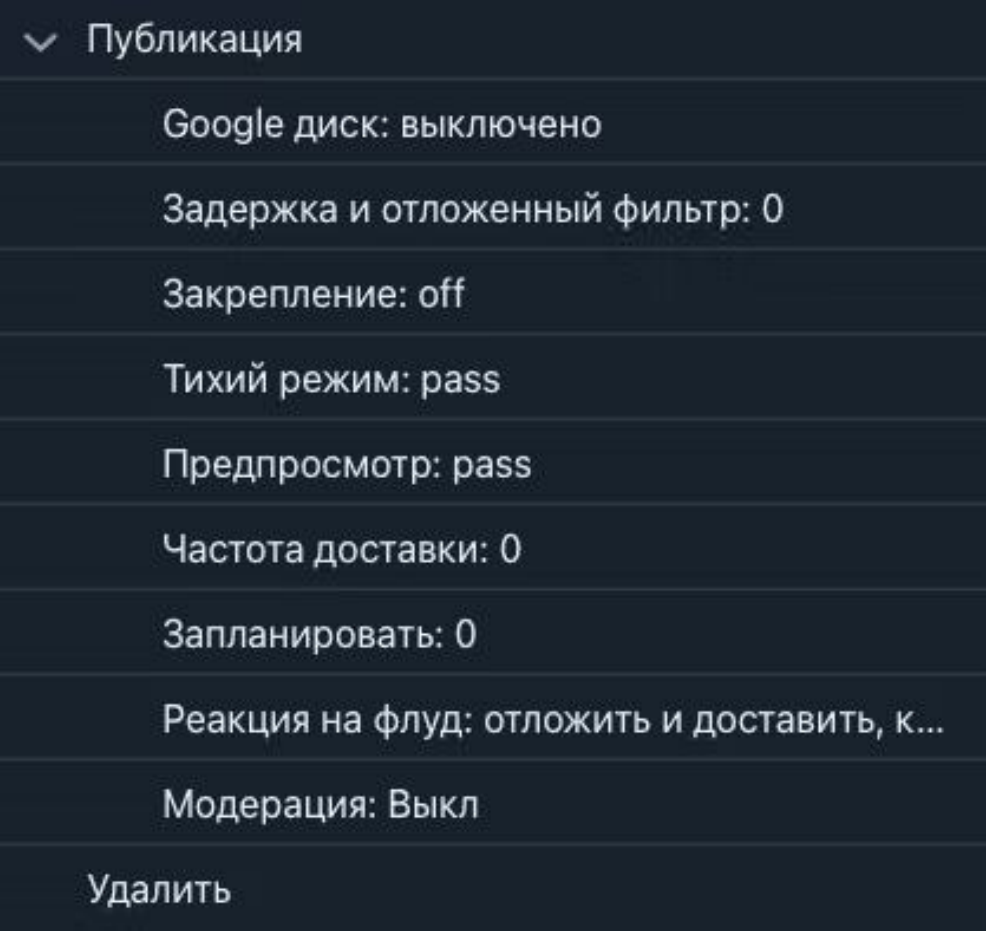 Публикация
Google диск: выключено
Задержка и отложенный фильтр: 0
Закрепление: off
Тихий режим: pass
Предпросмотр: pass
Частота доставки: 0
Запланировать: 0
Реакция на флуд: отложить и доставить, к...
Модерация: Выкл
Удалить